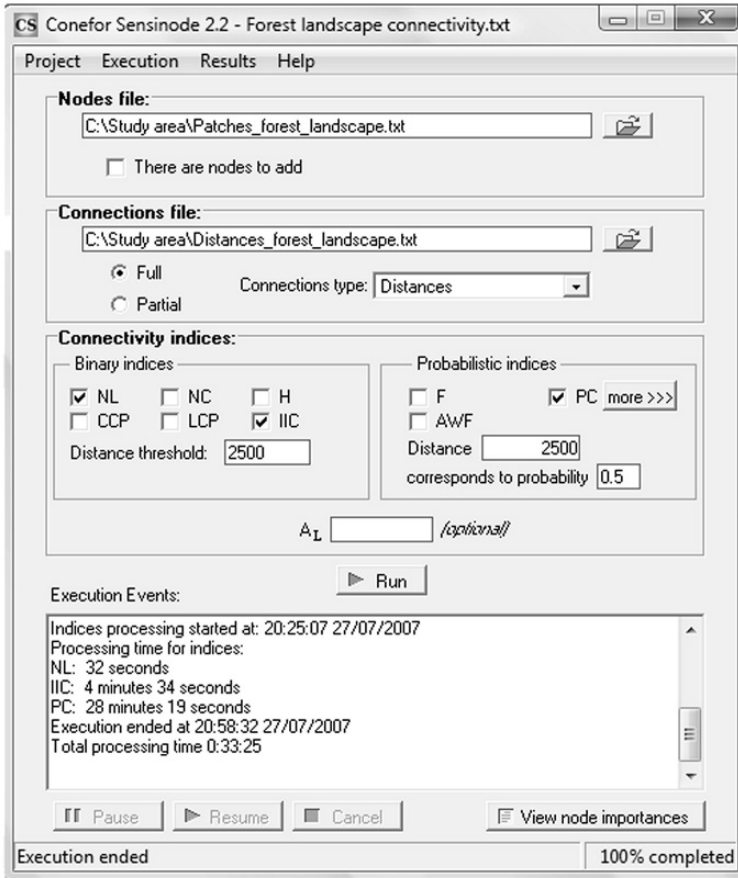 CS Conefor Sensinode 2.2 - Forest landscape connectivity.txt
Project Execution Results Help
Nodes file:
C:\Study area\Patches_forest_landscape.txt
There are nodes to add
Connections file:
C:\Study area\Distances_forest_landscape.txt
Full
Connections type: Distances
Partial
Connectivity indices:
Binary indices Probabilistic indices
NL NC H F PC more >>>
CCP LCP IIC AWF
Distance threshold: 2500 Distance 2500
corresponds to probability 0.5
AL (optional)
Run
Execution Events:
Indices processing started at: 20:25:07 27/07/2007
Processing time for indices:
NL: 32 seconds
IIC: 4 minutes 34 seconds
PC: 28 minutes 19 seconds
Execution ended at 20:58:32 27/07/2007
Total processing time 0:33:25
Pause Resume Cancel View node importances
Execution ended 100% completed